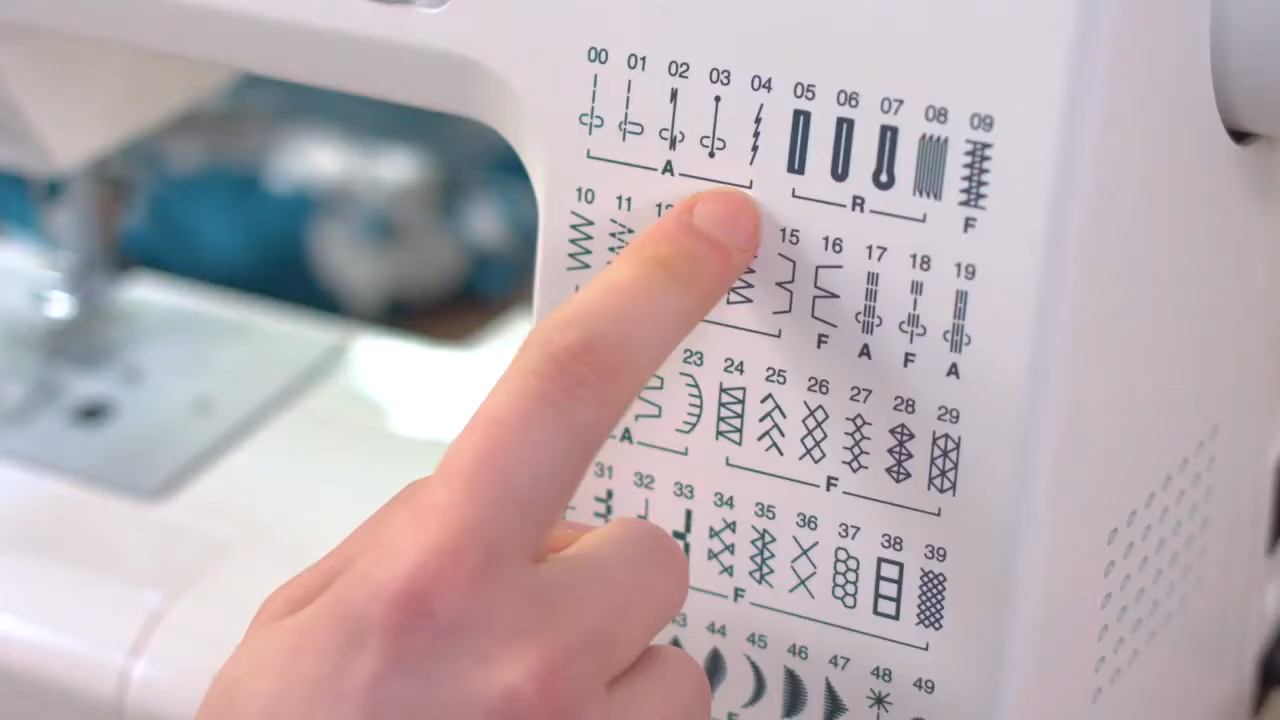 00 01 02 03 04 05 06 07 08 09
A R F
10 11 15 16 17 18 19
F A F A
23 24 25 26 27 28 29
A F
31 32 33 34 35 36 37 38 39
F
44 45 46 47 48 49